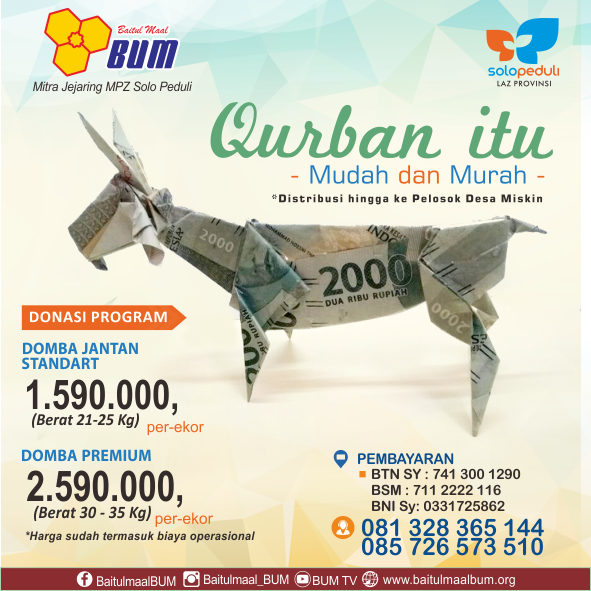 Baitul Maal
BUM
Mitra Jejaring MPZ Solo Peduli
solopeduli
LAZ PROVINSI
Qurban itu
- Mudah dan Murah -
*Distribusi hingga ke Pelosok Desa Miskin
2000
2000
DUA RIBU RUPIAH
2000
DONASI PROGRAM
DOMBA JANTAN
STANDART
1.590.000,
(Berat 21-25 Kg) per-ekor
DOMBA PREMIUM
2.590.000,
(Berat 30 - 35 Kg) per-ekor
*Harga sudah termasuk biaya operasional
PEMBAYARAN
BTN SY : 741 300 1290
BSM : 711 2222 116
BNI Sy: 0331725862
081 328 365 144
085 726 573 510
BaitulmaalBUM Baitulmaal_BUM BUM TV www.baitulmaalbum.org